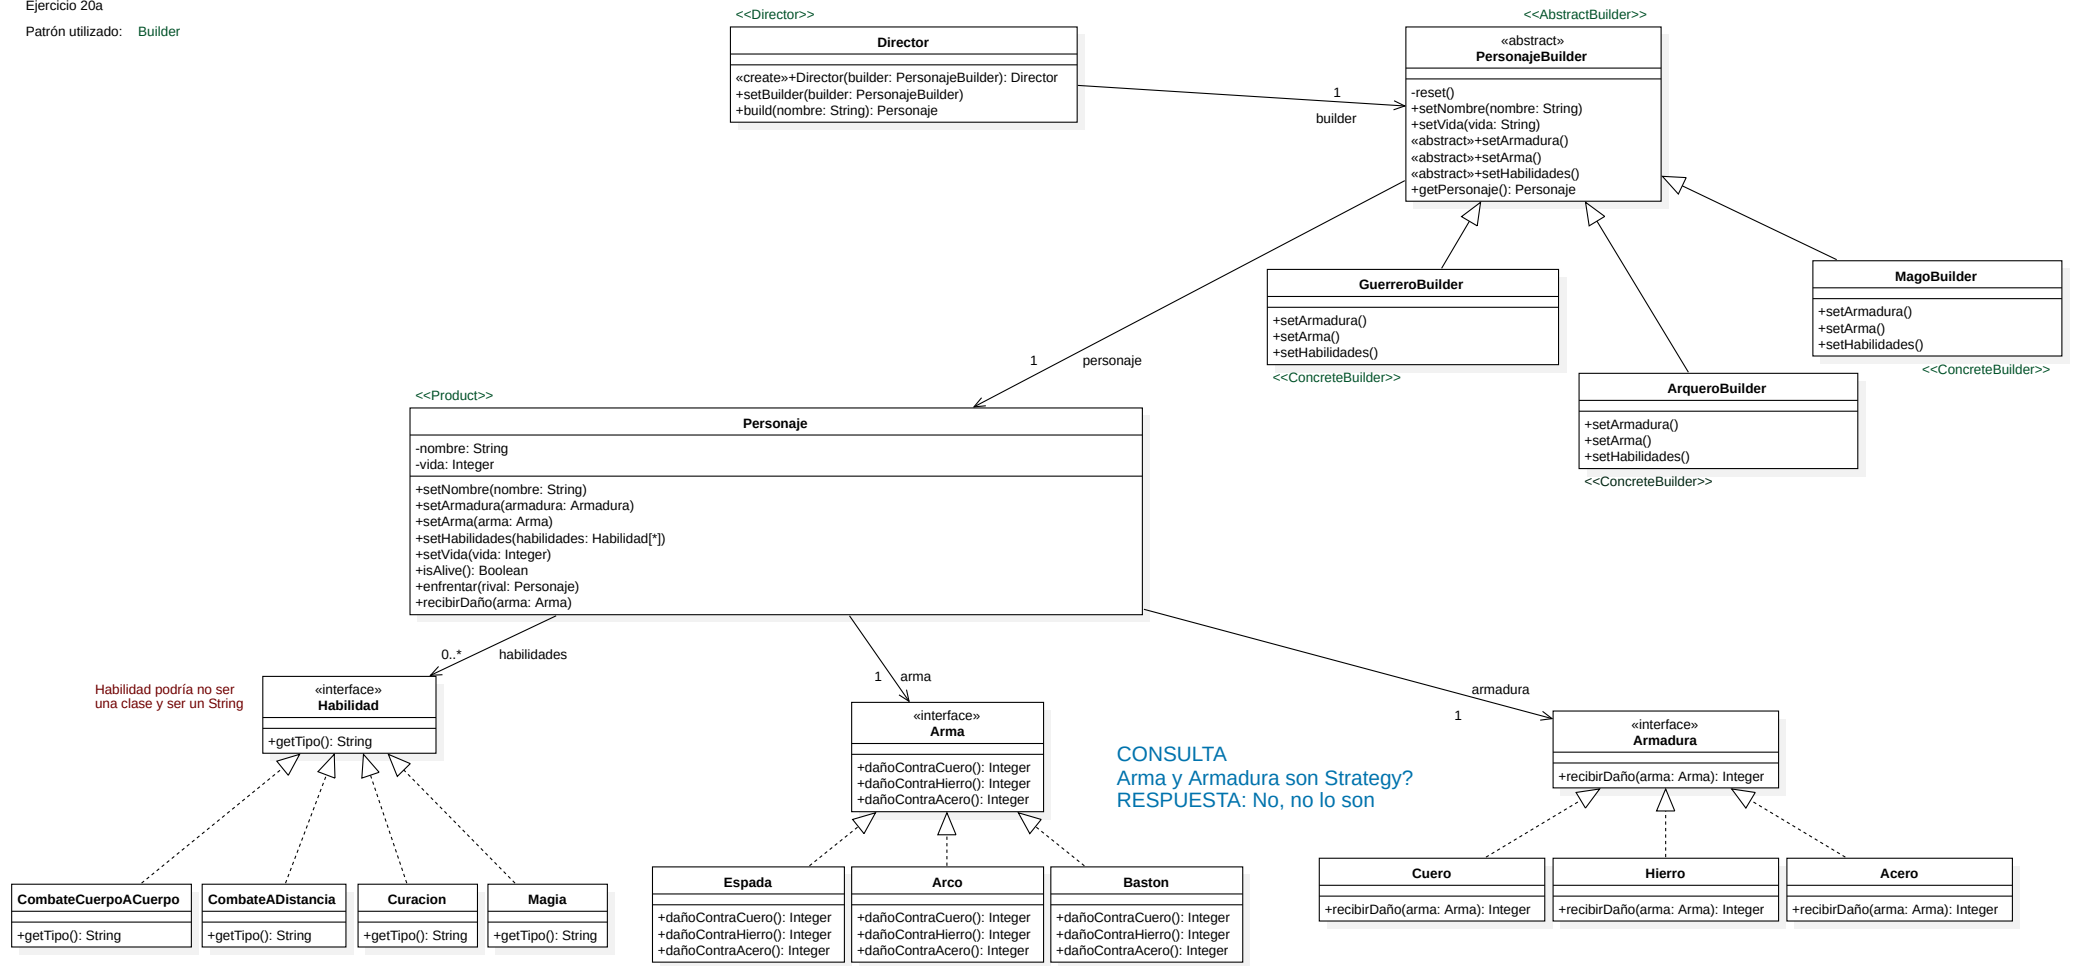 Ejercicio 20a
Patrón utilizado: Builder
<<Director>>
Director
«create»+Director(builder: PersonajeBuilder): Director
+setBuilder(builder: PersonajeBuilder)
+build(nombre: String): Personaje
1
builder
<<AbstractBuilder>>
«abstract»
PersonajeBuilder
-reset()
+setNombre(nombre: String)
+setVida(vida: String)
«abstract»+setArmadura()
«abstract»+setArma()
«abstract»+setHabilidades()
+getPersonaje(): Personaje
GuerreroBuilder
+setArmadura()
+setArma()
+setHabilidades()
<<ConcreteBuilder>>
MagoBuilder
+setArmadura()
+setArma()
+setHabilidades()
<<ConcreteBuilder>>
ArqueroBuilder
+setArmadura()
+setArma()
+setHabilidades()
<<ConcreteBuilder>>
1
personaje
<<Product>>
Personaje
-nombre: String
-vida: Integer
+setNombre(nombre: String)
+setArmadura(armadura: Armadura)
+setArma(arma: Arma)
+setHabilidades(habilidades: Habilidad[*])
+setVida(vida: Integer)
+isAlive(): Boolean
+enfrentar(rival: Personaje)
+recibirDaño(arma: Arma)
0..*
habilidades
1
arma
armadura
1
Habilidad podría no ser
una clase y ser un String
«interface»
Habilidad
+getTipo(): String
«interface»
Arma
+dañoContraCuero(): Integer
+dañoContraHierro(): Integer
+dañoContraAcero(): Integer
CONSULTA
Arma y Armadura son Strategy?
RESPUESTA: No, no lo son
«interface»
Armadura
+recibirDaño(arma: Arma): Integer
CombateCuerpoACuerpo
+getTipo(): String
CombateADistancia
+getTipo(): String
Curacion
+getTipo(): String
Magia
+getTipo(): String
Espada
+dañoContraCuero(): Integer
+dañoContraHierro(): Integer
+dañoContraAcero(): Integer
Arco
+dañoContraCuero(): Integer
+dañoContraHierro(): Integer
+dañoContraAcero(): Integer
Baston
+dañoContraCuero(): Integer
+dañoContraHierro(): Integer
+dañoContraAcero(): Integer
Cuero
+recibirDaño(arma: Arma): Integer
Hierro
+recibirDaño(arma: Arma): Integer
Acero
+recibirDaño(arma: Arma): Integer